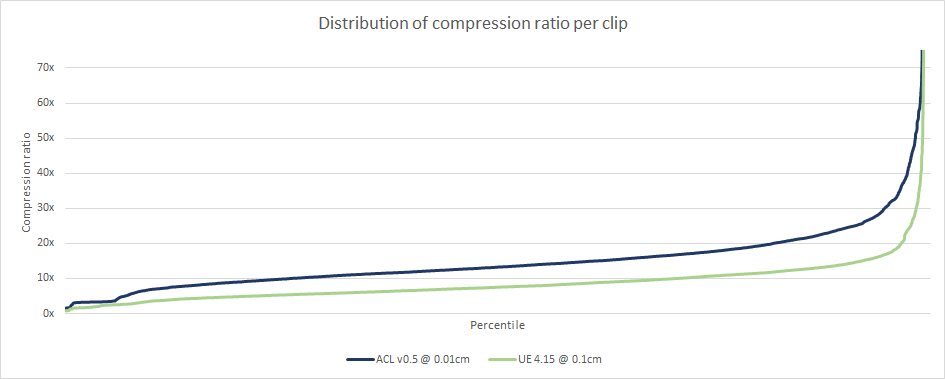 Distribution of compression ratio per clip
Compression ratio
70x
60x
50x
40x
30x
20x
10x
0x
Percentile
ACL v0.5 @ 0.01cm
UE 4.15 @ 0.1cm